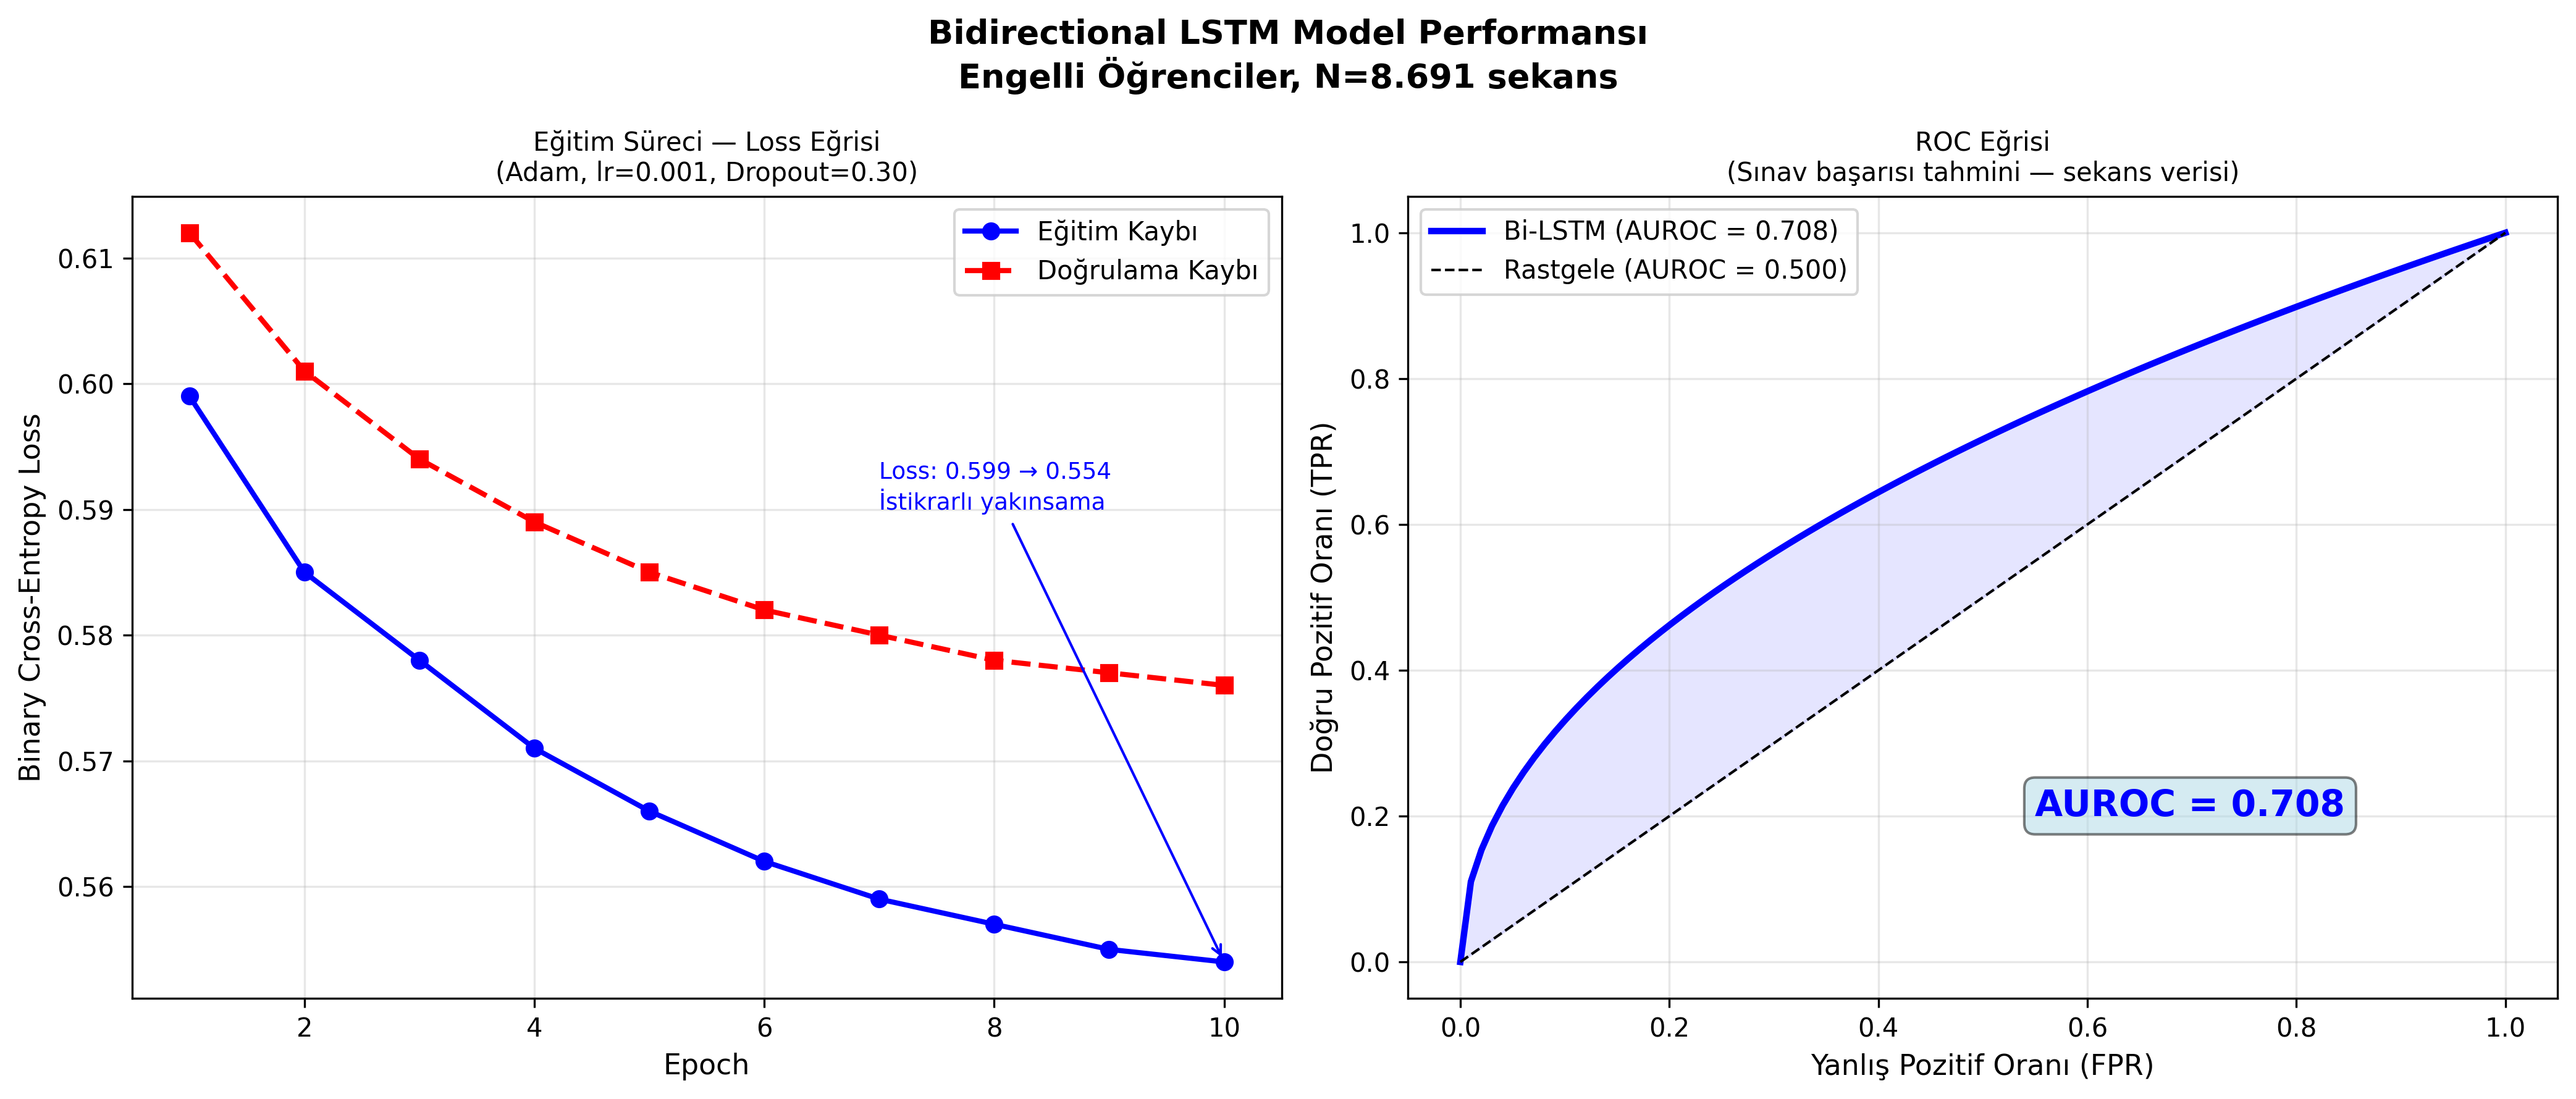 Bidirectional LSTM Model Performansı
Engelli Öğrenciler, N=8.691 sekans
Eğitim Süreci — Loss Eğrisi
(Adam, lr=0.001, Dropout=0.30)
Eğitim Kaybı
Doğrulama Kaybı
Loss: 0.599 → 0.554
İstikrarlı yakınsama
0.61
0.60
0.59
0.58
0.57
0.56
Binary Cross-Entropy Loss
2
4
6
8
10
Epoch
ROC Eğrisi
(Sınav başarısı tahmini — sekans verisi)
Bi-LSTM (AUROC = 0.708)
Rastgele (AUROC = 0.500)
AUROC = 0.708
1.0
0.8
0.6
0.4
0.2
0.0
Doğru Pozitif Oranı (TPR)
0.0
0.2
0.4
0.6
0.8
1.0
Yanlış Pozitif Oranı (FPR)